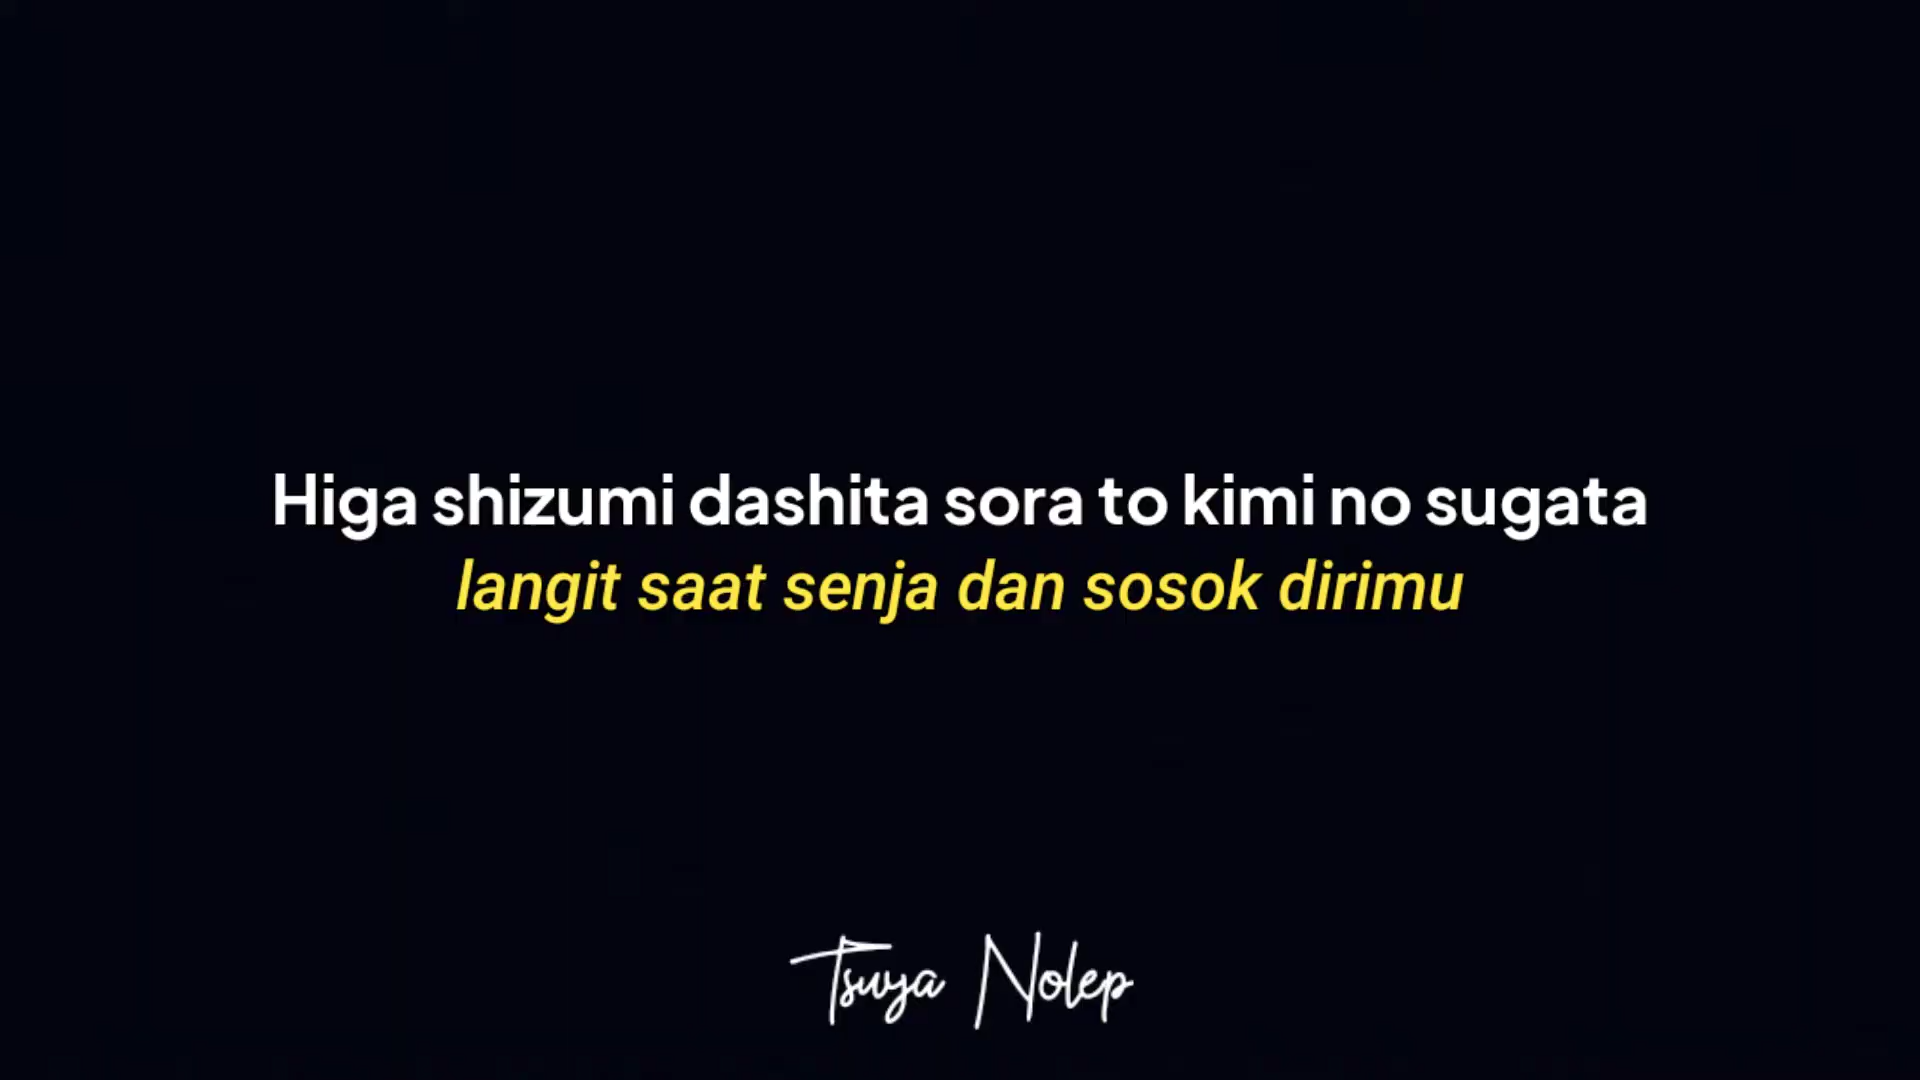 Higa shizumi dashita sora to kimi no sugata
langit saat senja dan sosok dirimu
Tsuya Nolep